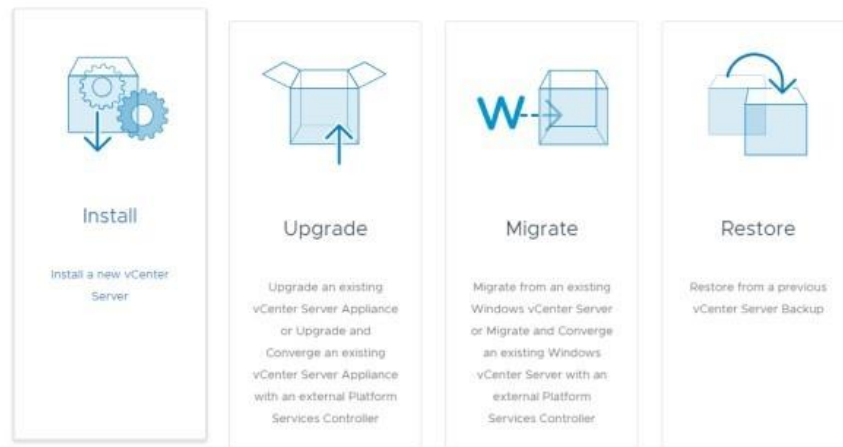 Install
Install a new vCenter
Server
Upgrade
Upgrade an existing
vCenter Server Appliance
or Upgrade and
Converge an existing
vCenter Server Appliance
with an external Platform
Services Controller
W
Migrate
Migrate from an existing
Windows vCenter Server
or Migrate and Converge
an existing Windows
vCenter Server with an
external Platform
Services Controller
Restore
Restore from a previous
vCenter Server Backup